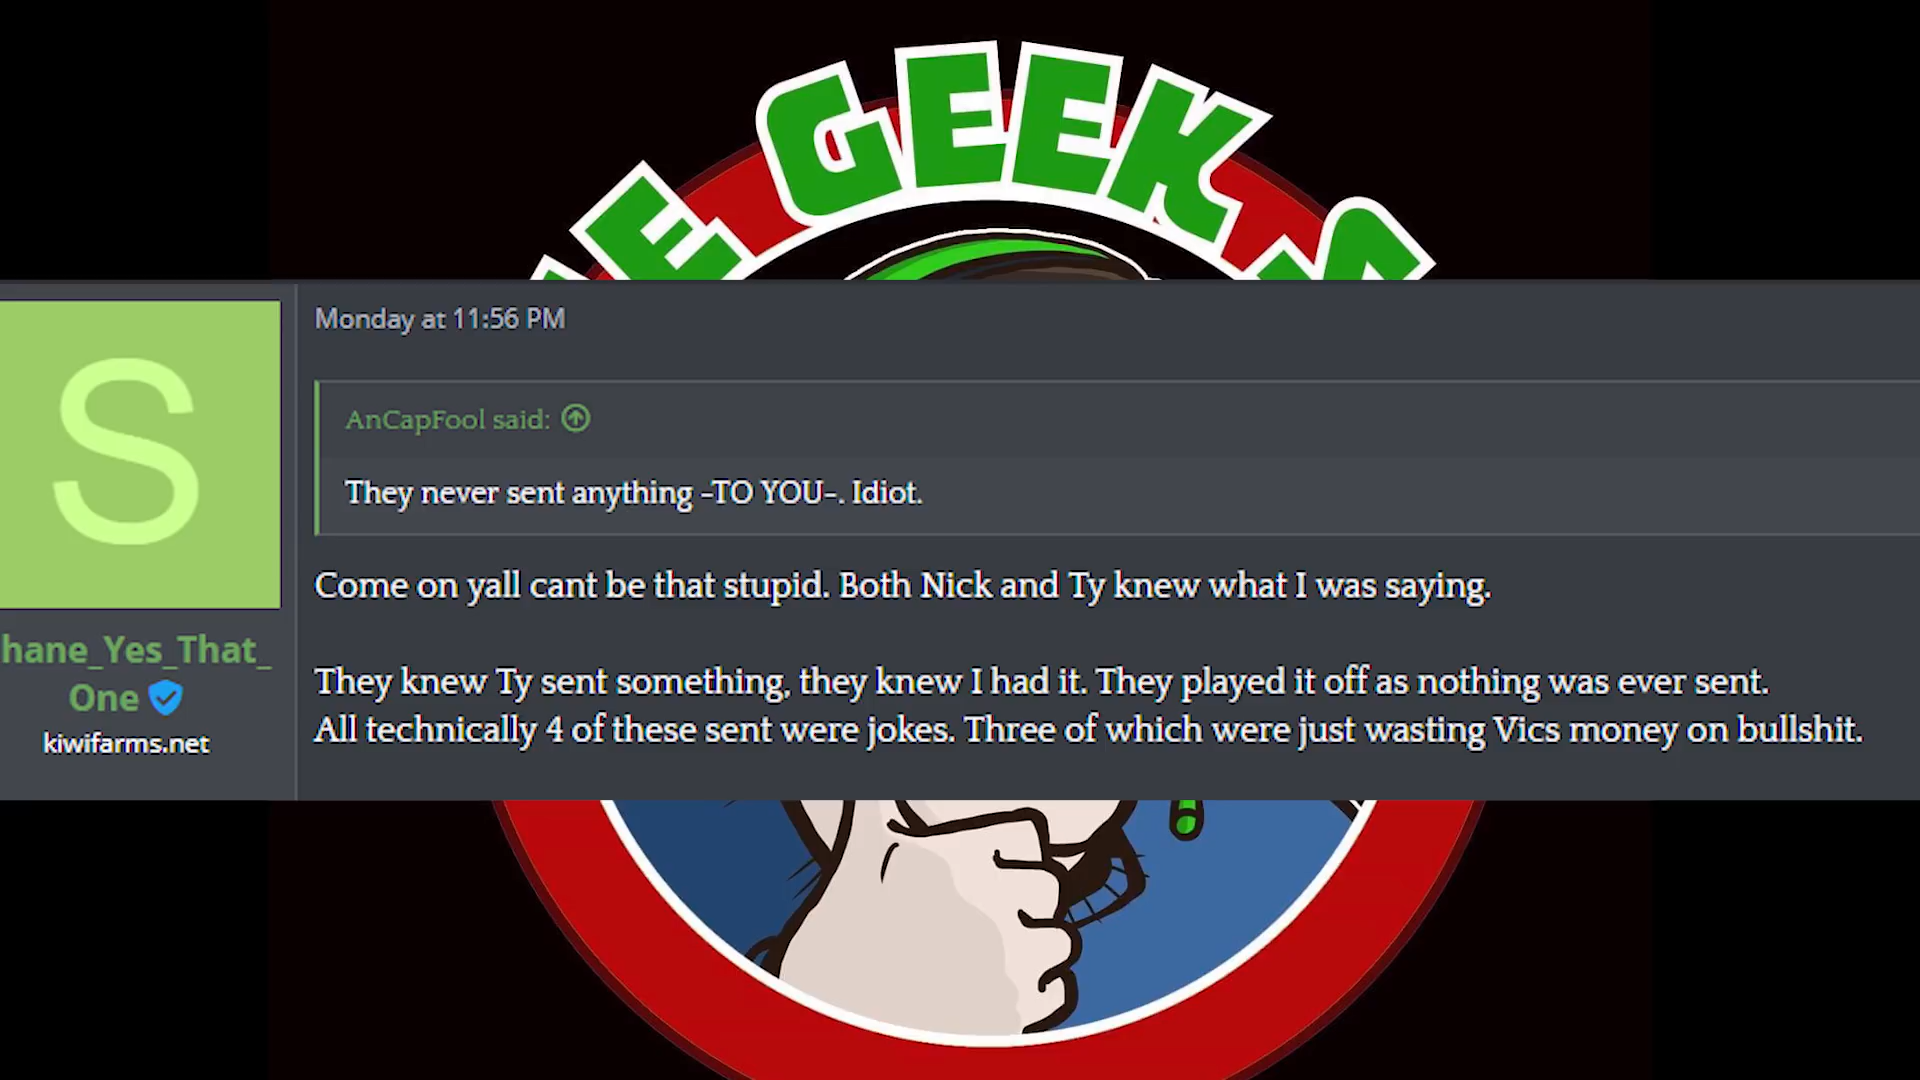 E GEEK
Monday at 11:56 PM
AnCapFool said:
They never sent anything -TO YOU-. Idiot.
Come on yall cant be that stupid. Both Nick and Ty knew what I was saying.
They knew Ty sent something, they knew I had it. They played it off as nothing was ever sent.
All technically 4 of these sent were jokes. Three of which were just wasting Vics money on bullshit.
S
hane_Yes_That_
One
kiwifarms.net